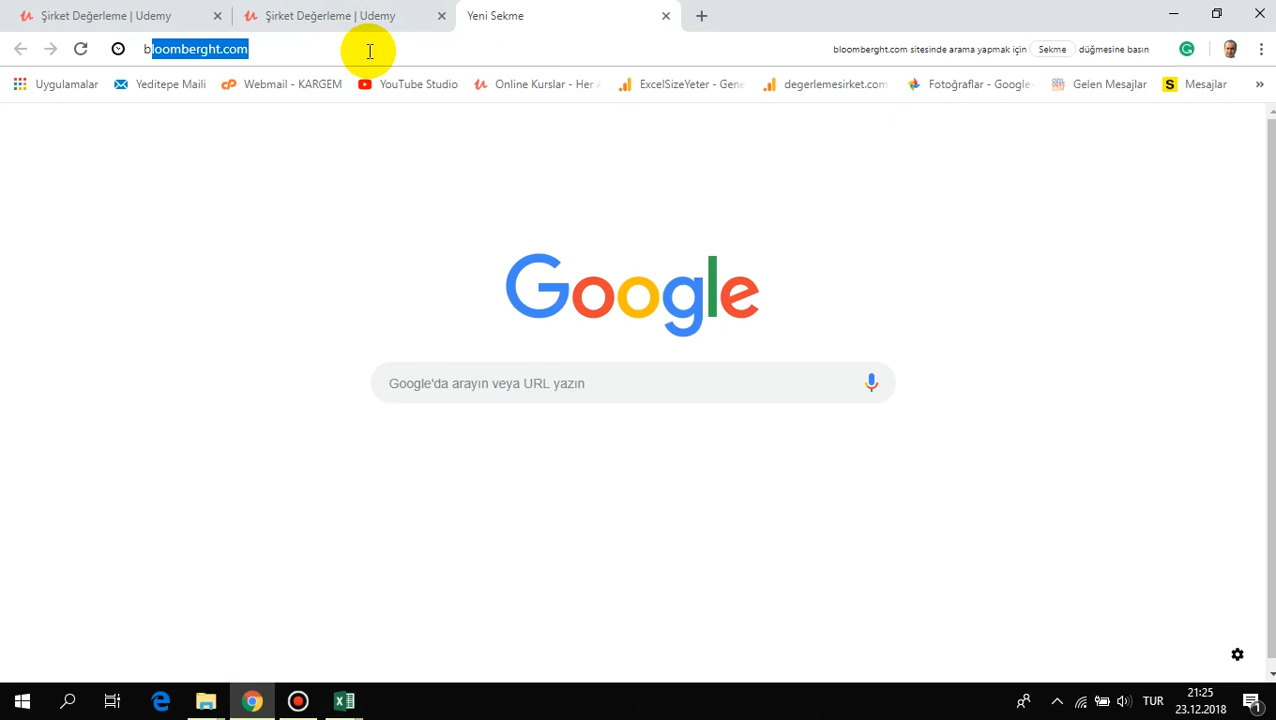 Şirket Değerleme | Udemy
Şirket Değerleme | Udemy
Yeni Sekme
bloomberght.com
bloomberght.com sitesinde arama yapmak için Sekme düğmesine basın
Uygulamalar
Yeditepe Maili
Webmail - KARGEM
YouTube Studio
Online Kurslar - Her
ExcelSizeYeter - Gene
degerlemesirket.com
Fotoğraflar - Google
Gelen Mesajlar
S
Mesajlar
Google
Google'da arayın veya URL yazın
TUR
21:25
23.12.2018
1